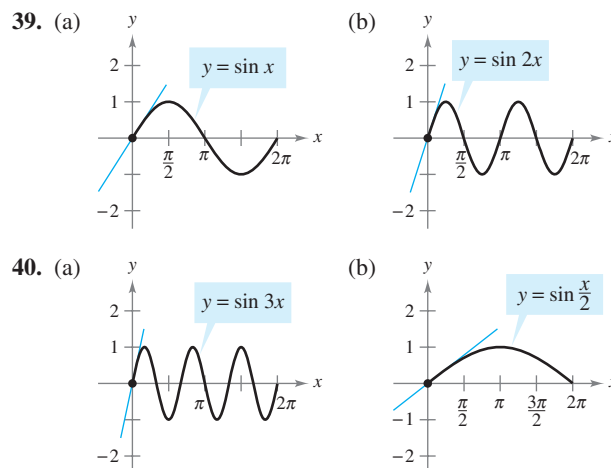 39. (a)
y
2
1
−2
y = sin x
π/2
π
2π
x
(b)
y
2
1
−2
y = sin 2x
π/2
π
2π
40. (a)
y
2
1
−2
y = sin 3x
π
2π
x
(b)
y
2
1
−1
−2
y = sin x/2
π/2
π
3π/2
2π